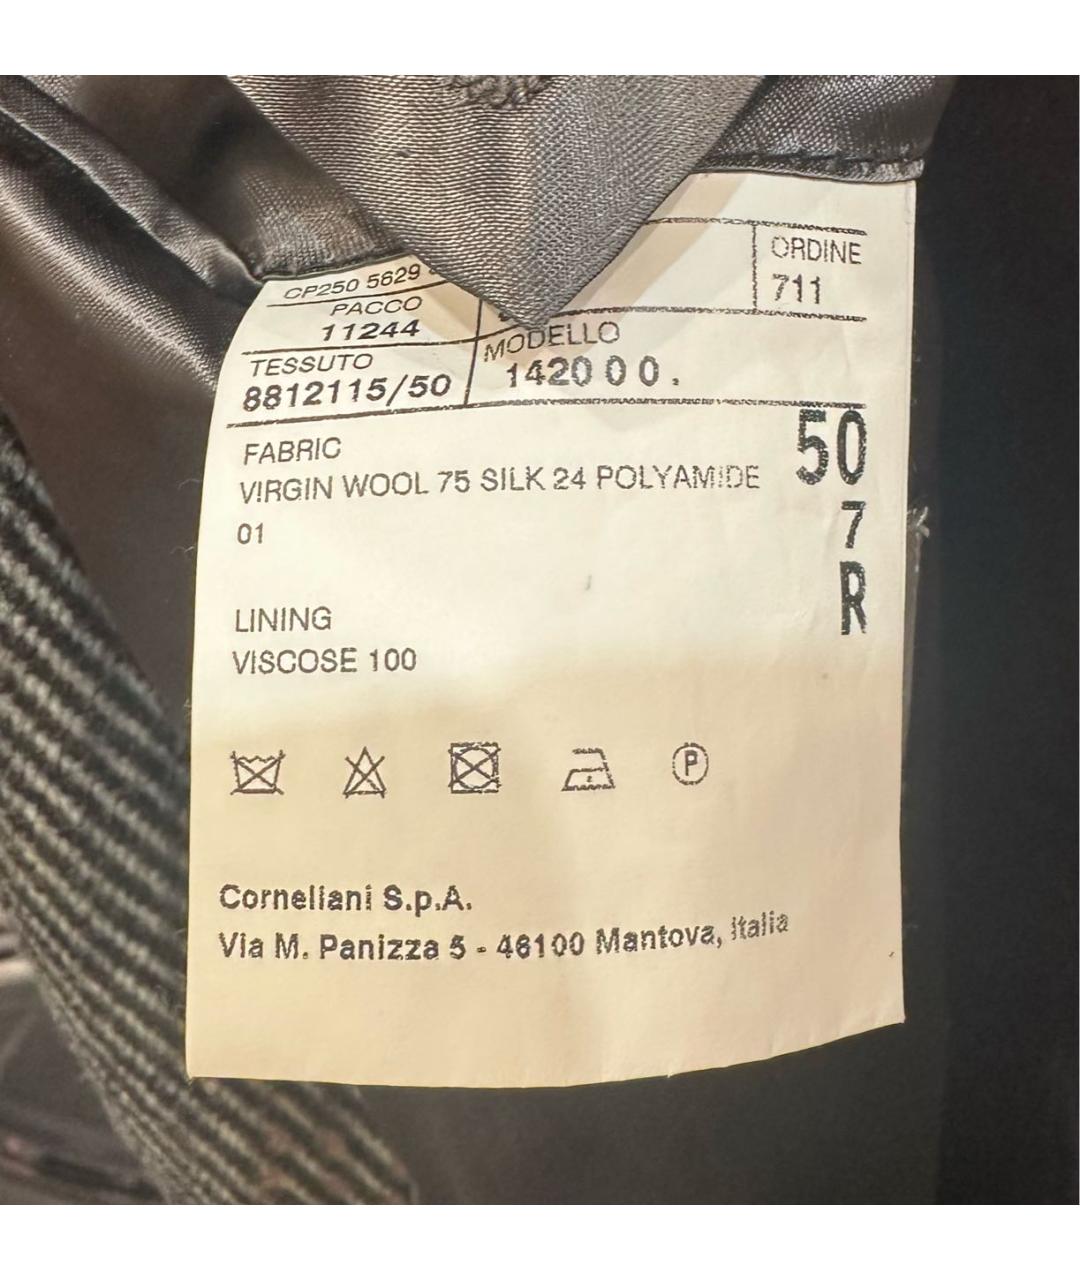 ORDINE
711
CP250 5629
PACCO
11244
MODELLO
142000.
TESSUTO
8812115/50
50
7
R
FABRIC
VIRGIN WOOL 75 SILK 24 POLYAMIDE
01
LINING
VISCOSE 100
P
Corneliani S.p.A.
Via M. Panizza 5 - 46100 Mantova, Italia